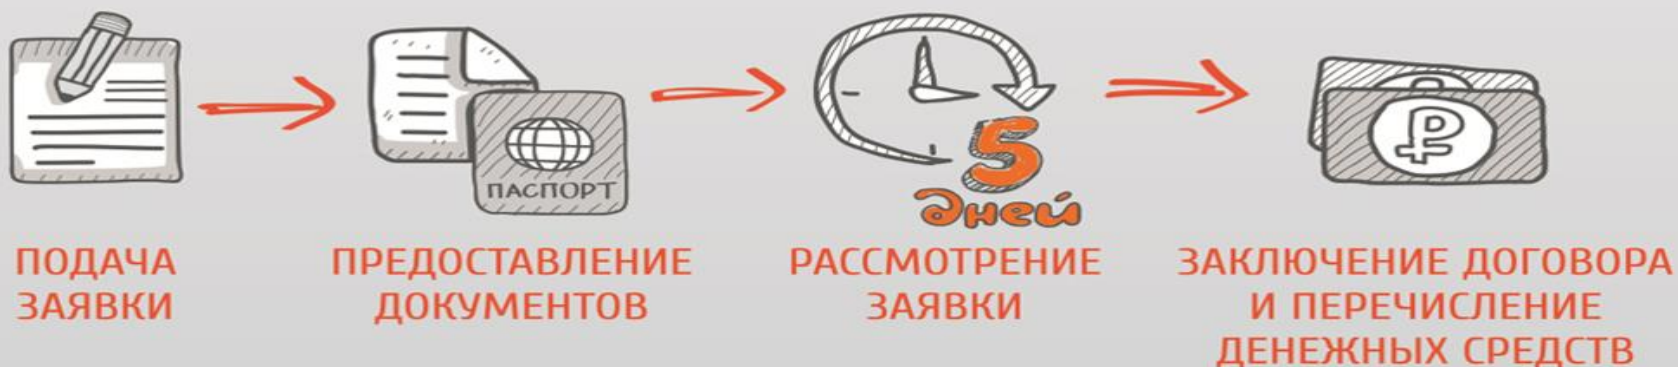 ПАСПОРТ
5
дней
ПОДАЧА
ЗАЯВКИ
ПРЕДОСТАВЛЕНИЕ
ДОКУМЕНТОВ
РАССМОТРЕНИЕ
ЗАЯВКИ
ЗАКЛЮЧЕНИЕ ДОГОВОРА
И ПЕРЕЧИСЛЕНИЕ
ДЕНЕЖНЫХ СРЕДСТВ